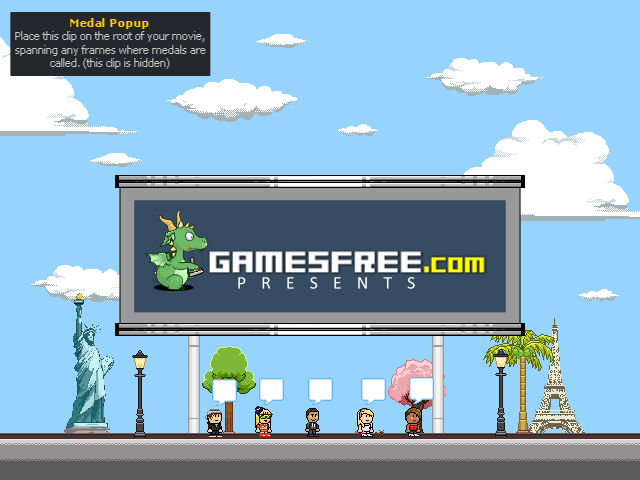 Medal Popup
Place this clip on the root of your movie,
spanning any frames where medals are
called. (this clip is hidden)
GAMESFREE.COM
PRESENTS